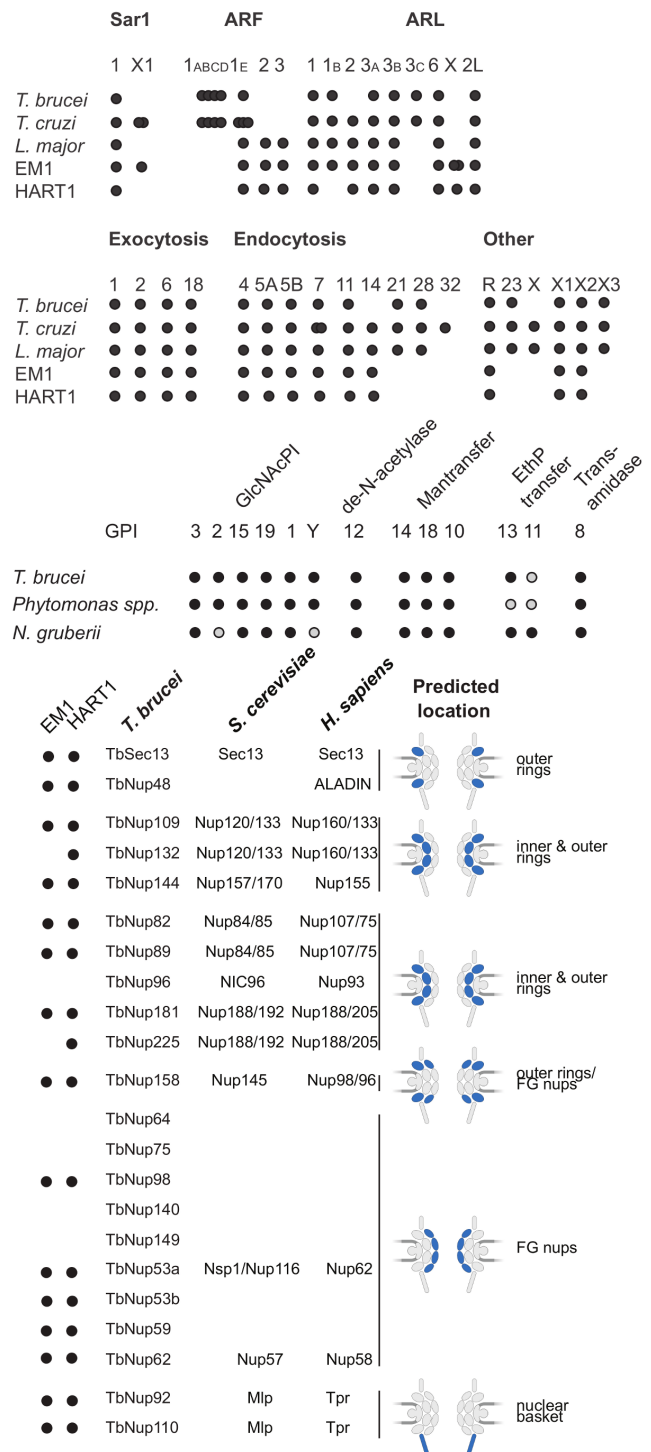 Sar1 ARF ARL
1 X1 1ABCD 1E 2 3 1 1B 2 3A 3B 3C 6 X 2L
T. brucei
T. cruzi
L. major
EM1
HART1
Exocytosis Endocytosis Other
1 2 6 18 4 5A 5B 7 11 14 21 28 32 R 23 X X1 X2 X3
T. brucei
T. cruzi
L. major
EM1
HART1
GlcNAcPI de-N-acetylase Mantransfer EthP transfer Trans-amidase
GPI 3 2 15 19 1 Y 12 14 18 10 13 11 8
T. brucei
Phytomonas spp.
N. gruberii
EM1 HART1 T. brucei S. cerevisiae H. sapiens Predicted location
TbSec13 Sec13 Sec13
TbNup48 ALADIN
outer rings
TbNup109 Nup120/133 Nup160/133
TbNup132 Nup120/133 Nup160/133
TbNup144 Nup157/170 Nup155
inner & outer rings
TbNup82 Nup84/85 Nup107/75
TbNup89 Nup84/85 Nup107/75
TbNup96 NIC96 Nup93
TbNup181 Nup188/192 Nup188/205
TbNup225 Nup188/192 Nup188/205
inner & outer rings
TbNup158 Nup145 Nup98/96
outer rings/ FG nups
TbNup64
TbNup75
TbNup98
TbNup140
TbNup149
TbNup53a Nsp1/Nup116 Nup62
TbNup53b
TbNup59
TbNup62 Nup57 Nup58
FG nups
TbNup92 Mlp Tpr
TbNup110 Mlp Tpr
nuclear basket